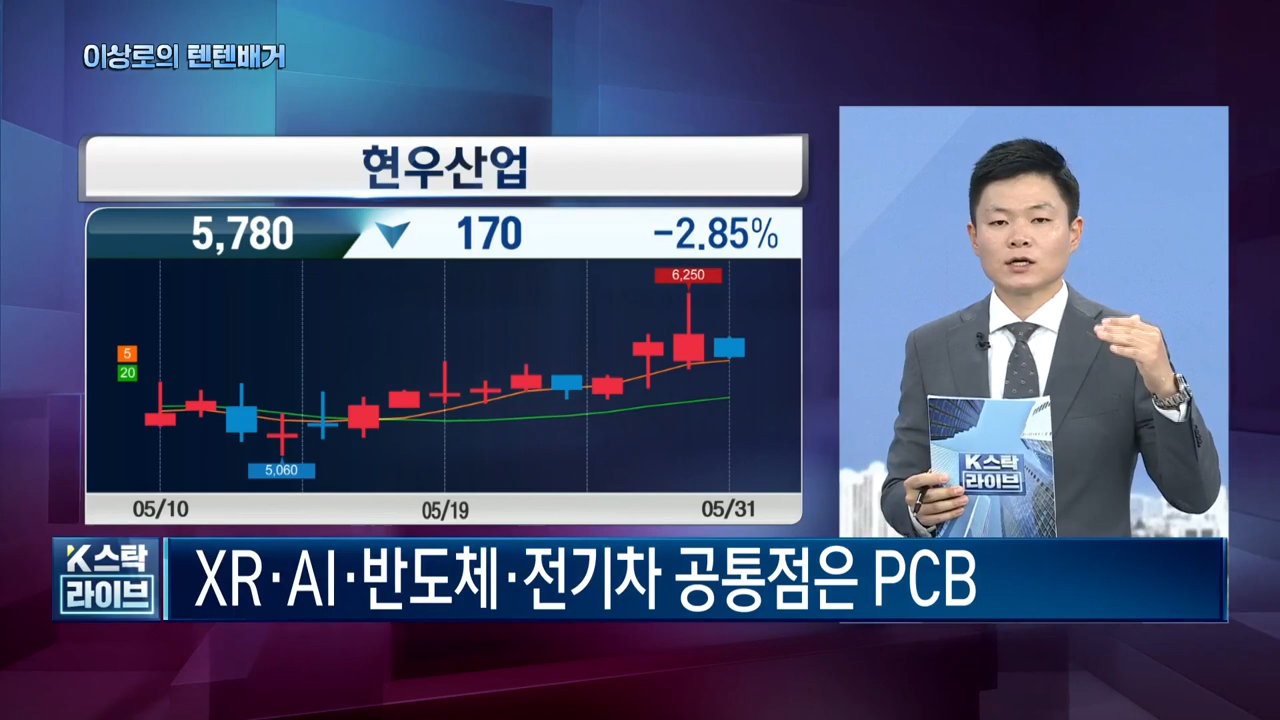 이상로의 텐텐배거
현우산업
5,780 ▼ 170 -2.85%
6,250
5
20
5,060
05/10 05/19 05/31
K스탁
라이브
K스탁
라이브
XR·AI·반도체·전기차 공통점은 PCB